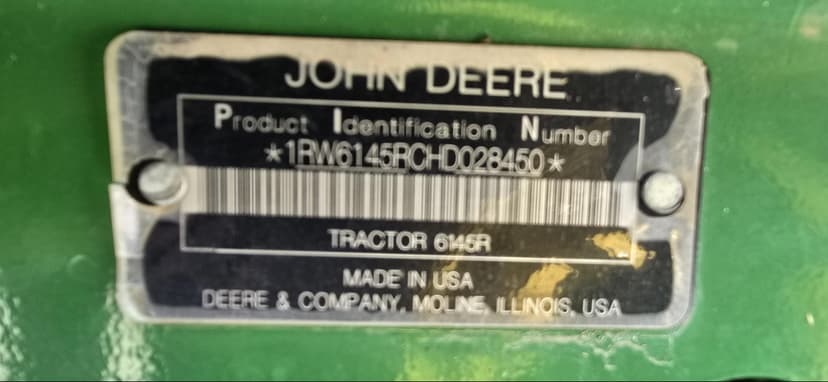 JOHN DEERE
Product Identification Number
*1RW6145RCHD028450*
TRACTOR 6145R
MADE IN USA
DEERE & COMPANY, MOLINE, ILLINOIS, USA